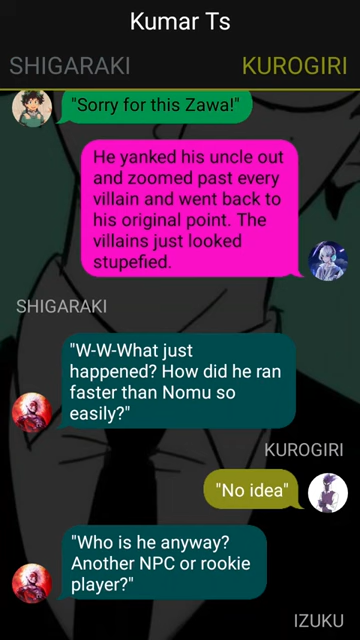 Kumar Ts
SHIGARAKI
KUROGIRI
"Sorry for this Zawa!"
He yanked his uncle out
and zoomed past every
villain and went back to
his original point. The
villains just looked
stupefied.
SHIGARAKI
"W-W-What just
happened? How did he ran
faster than Nomu so
easily?"
KUROGIRI
"No idea"
"Who is he anyway?
Another NPC or rookie
player?"
IZUKU